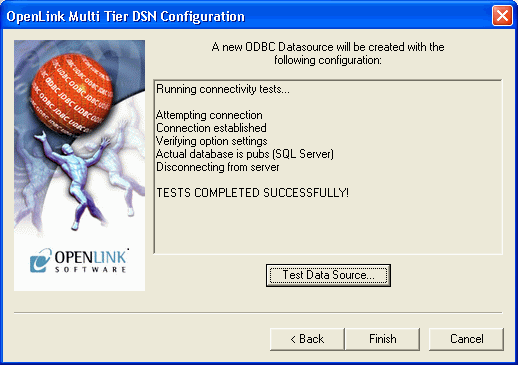 OpenLink Multi Tier DSN Configuration
A new ODBC Datasource will be created with the
following configuration:
Running connectivity tests...
Attempting connection
Connection established
Verifying option settings
Actual database is pubs (SQL Server)
Disconnecting from server
TESTS COMPLETED SUCCESSFULLY!
OPENLINK
SOFTWARE
Test Data Source...
< Back
Finish
Cancel